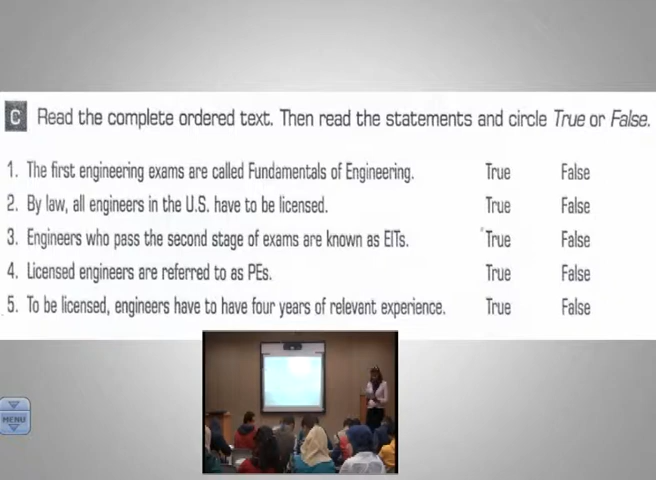 C Read the complete ordered text. Then read the statements and circle True or False.
1. The first engineering exams are called Fundamentals of Engineering. True False
2. By law, all engineers in the U.S. have to be licensed. True False
3. Engineers who pass the second stage of exams are known as EITs. True False
4. Licensed engineers are referred to as PEs. True False
5. To be licensed, engineers have to have four years of relevant experience. True False
MENU